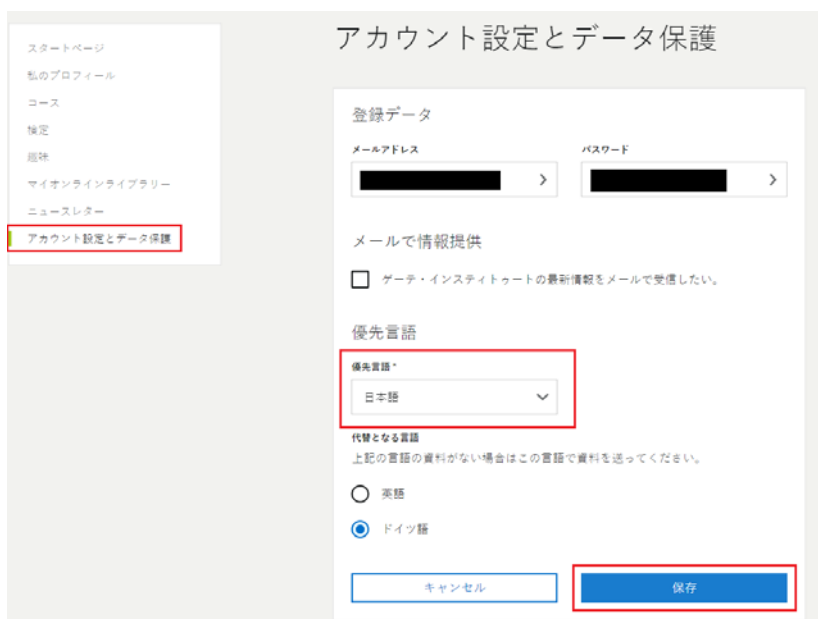 スタートページ
私のプロフィール
コース
検定
趣味
マイオンラインライブラリー
ニュースレター
アカウント設定とデータ保護
アカウント設定とデータ保護
登録データ
メールアドレス
パスワード
メールで情報提供
ゲーテ・インスティトゥートの最新情報をメールで受信したい。
優先言語
優先言語*
日本語
代替となる言語
上記の言語の資料がない場合はこの言語で資料を送ってください。
英語
ドイツ語
キャンセル
保存